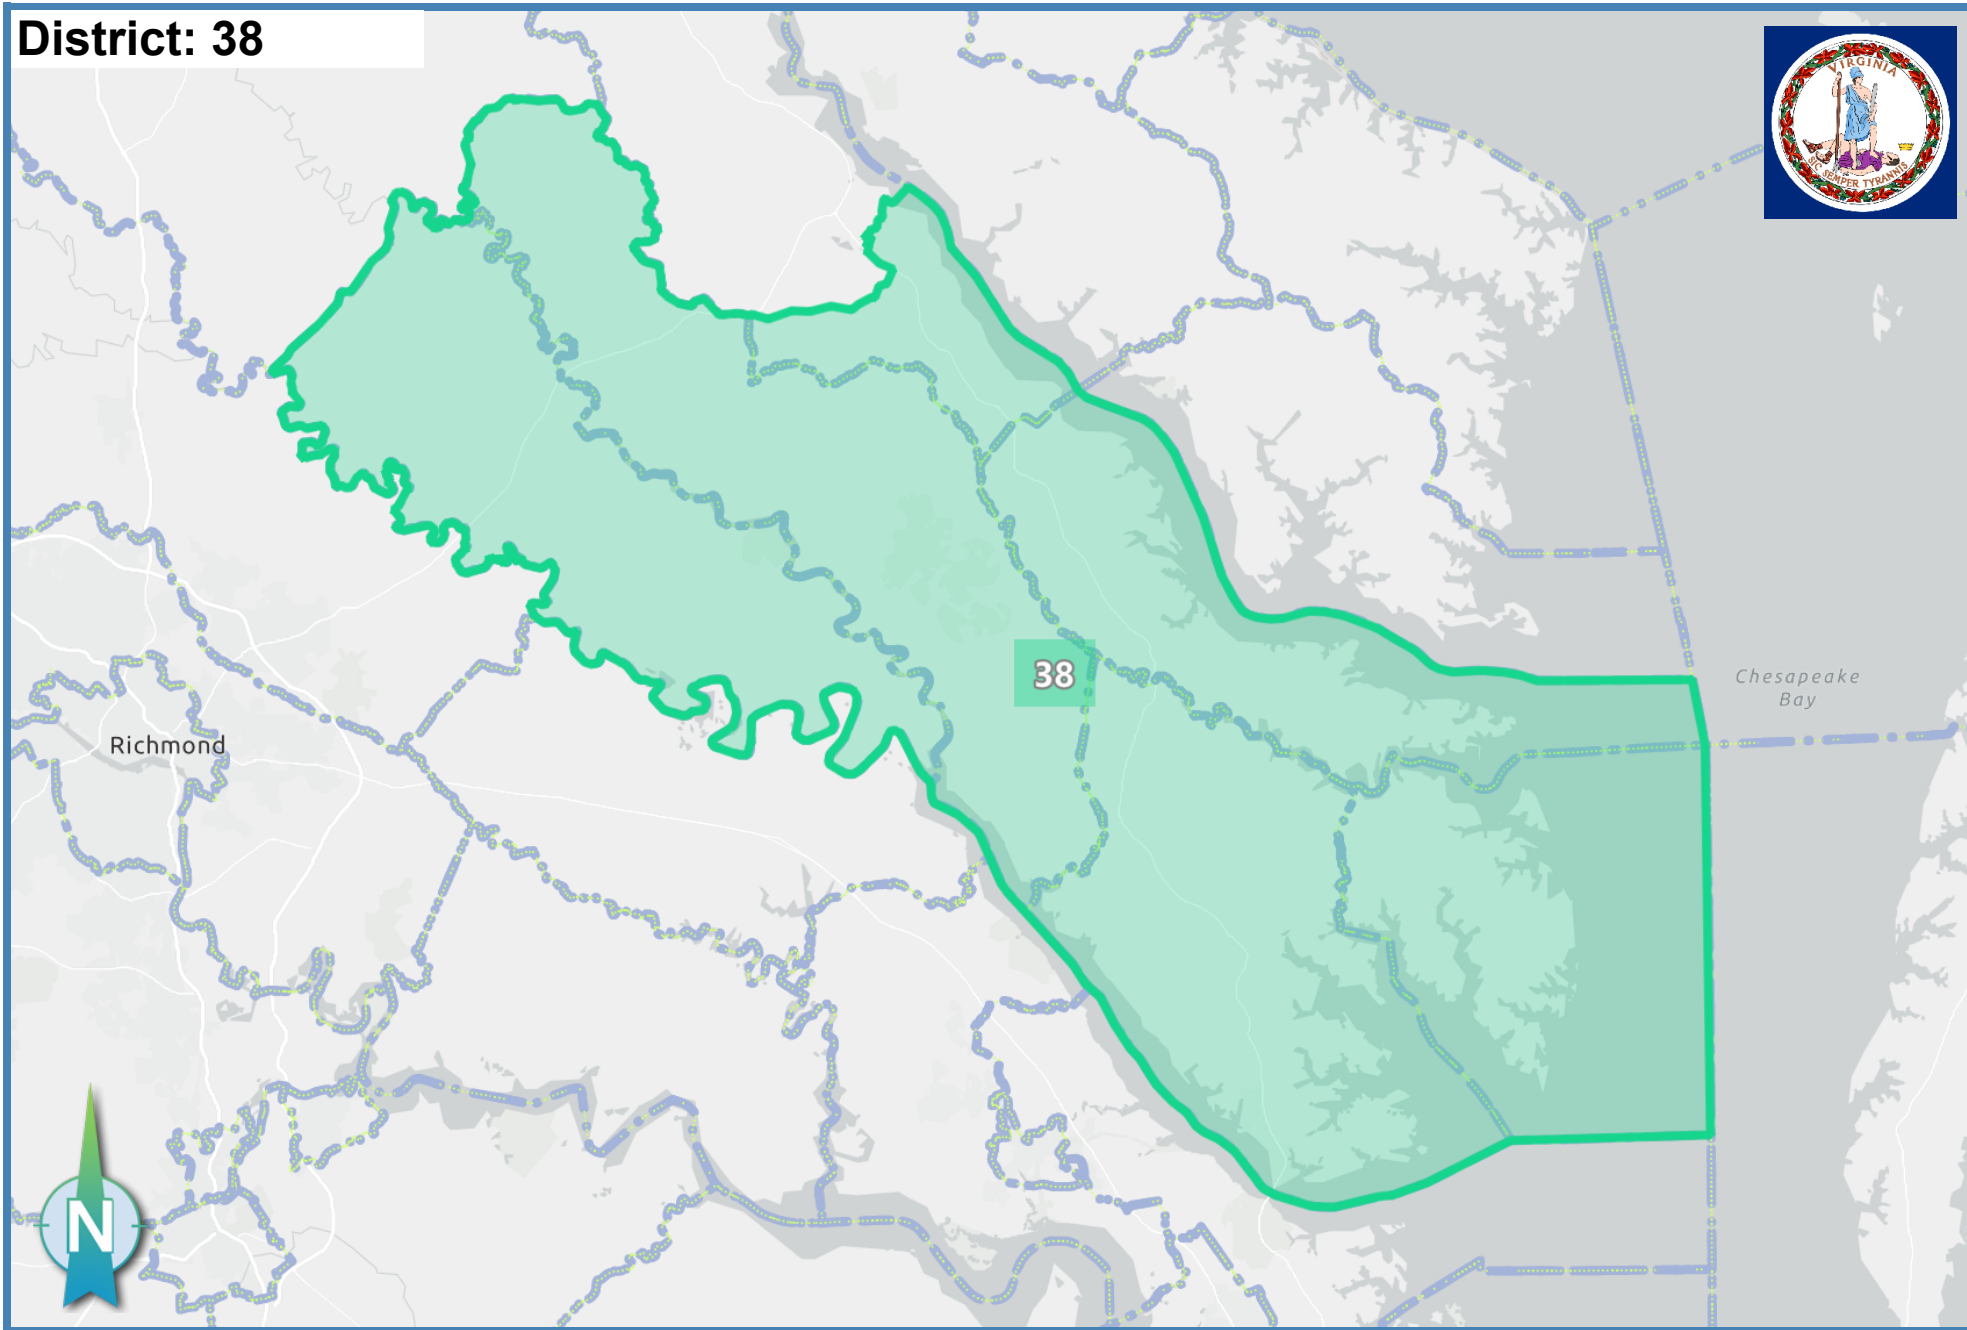 District: 38
VIRGINIA
SIC SEMPER TYRANNIS
38
Chesapeake
Bay
Richmond
N